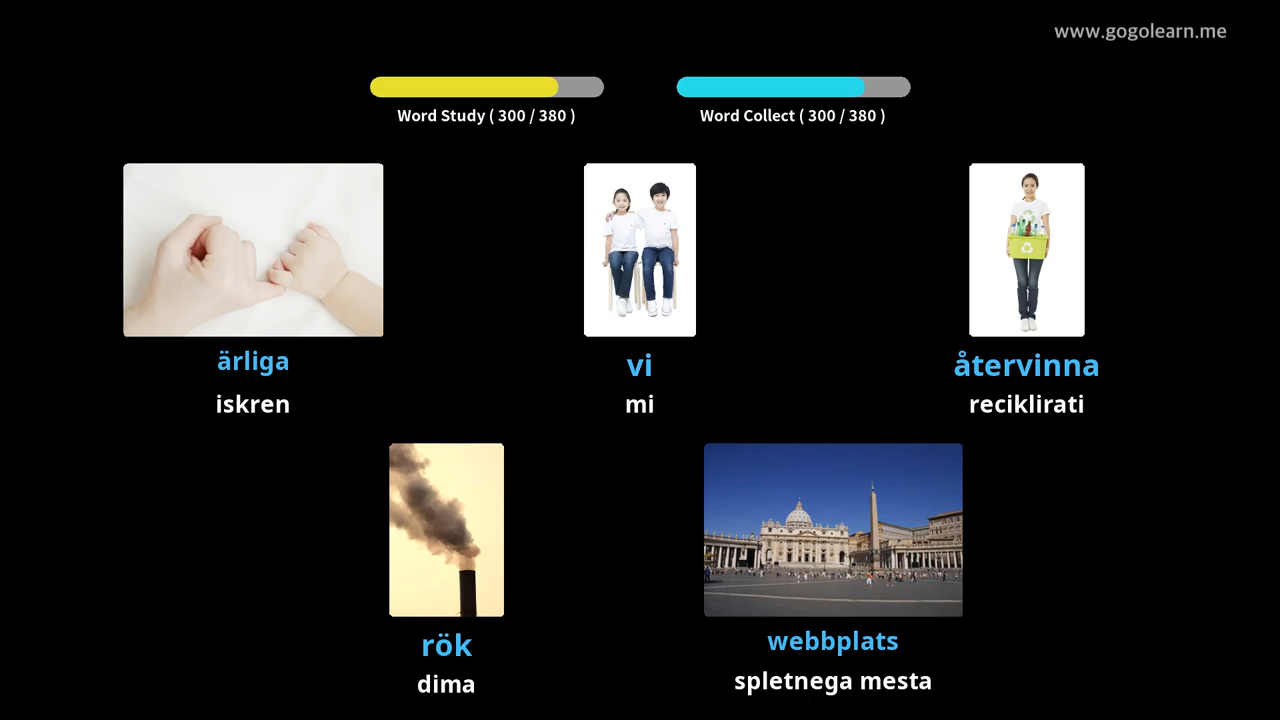 www.gogolearn.me
Word Study ( 300 / 380 )
Word Collect ( 300 / 380 )
ärliga
iskren
vi
mi
återvinna
reciklirati
rök
dima
webbplats
spletnega mesta